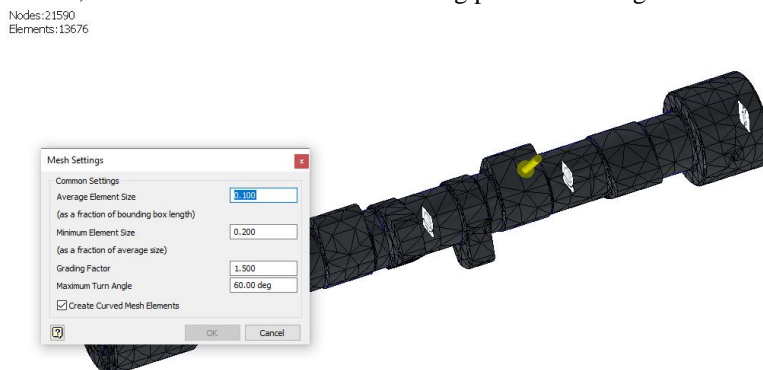 Nodes:21590
Elements:13676
Mesh Settings
x
Common Settings
Average Element Size 0.100
(as a fraction of bounding box length)
Minimum Element Size 0.200
(as a fraction of average size)
Grading Factor 1.500
Maximum Turn Angle 60.00 deg
Create Curved Mesh Elements
? OK Cancel